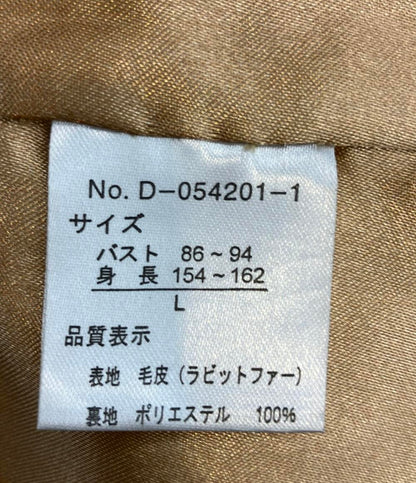 No. D-054201-1
サイズ
バスト 86~94
身長 154~162
L
品質表示
表地 毛皮(ラビットファー)
裏地 ポリエステル 100%